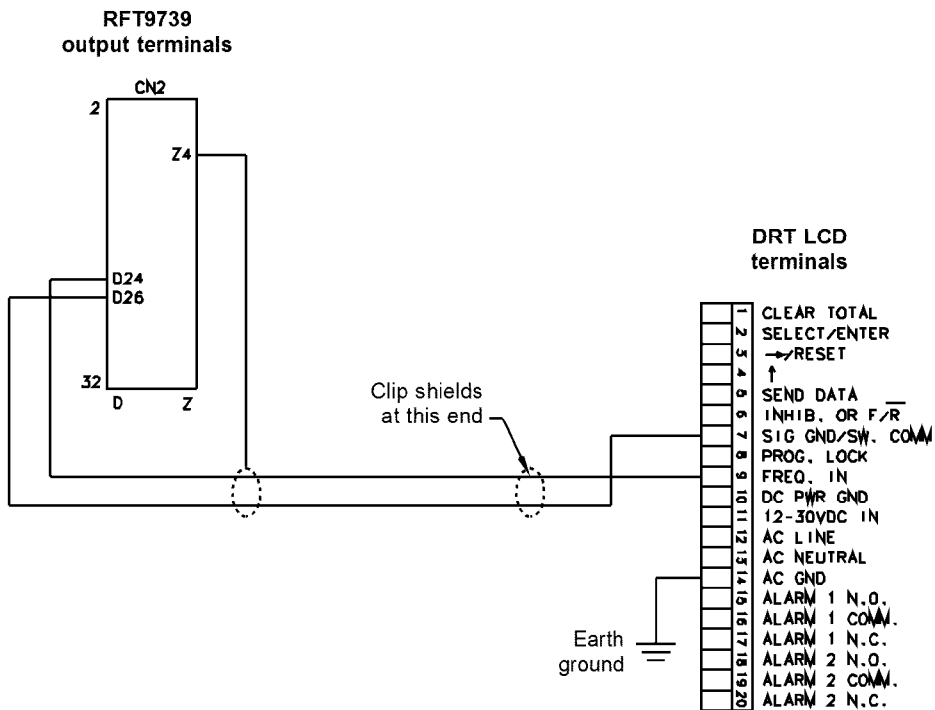 RFT9739
output terminals
CN2
2
Z4
D24
D26
32
D Z
Clip shields
at this end
DRT LCD
terminals
1 CLEAR TOTAL
2 SELECT/ENTER
3 →/RESET
4 ↑
5 SEND DATA
6 INHIB. OR F/R̅
7 SIG GND/SW. COMM
8 PROG. LOCK
9 FREQ. IN
10 DC PWR GND
11 12-30VDC IN
12 AC LINE
13 AC NEUTRAL
14 AC GND
15 ALARM 1 N.O.
16 ALARM 1 COMM.
17 ALARM 1 N.C.
18 ALARM 2 N.O.
19 ALARM 2 COMM.
20 ALARM 2 N.C.
Earth
ground